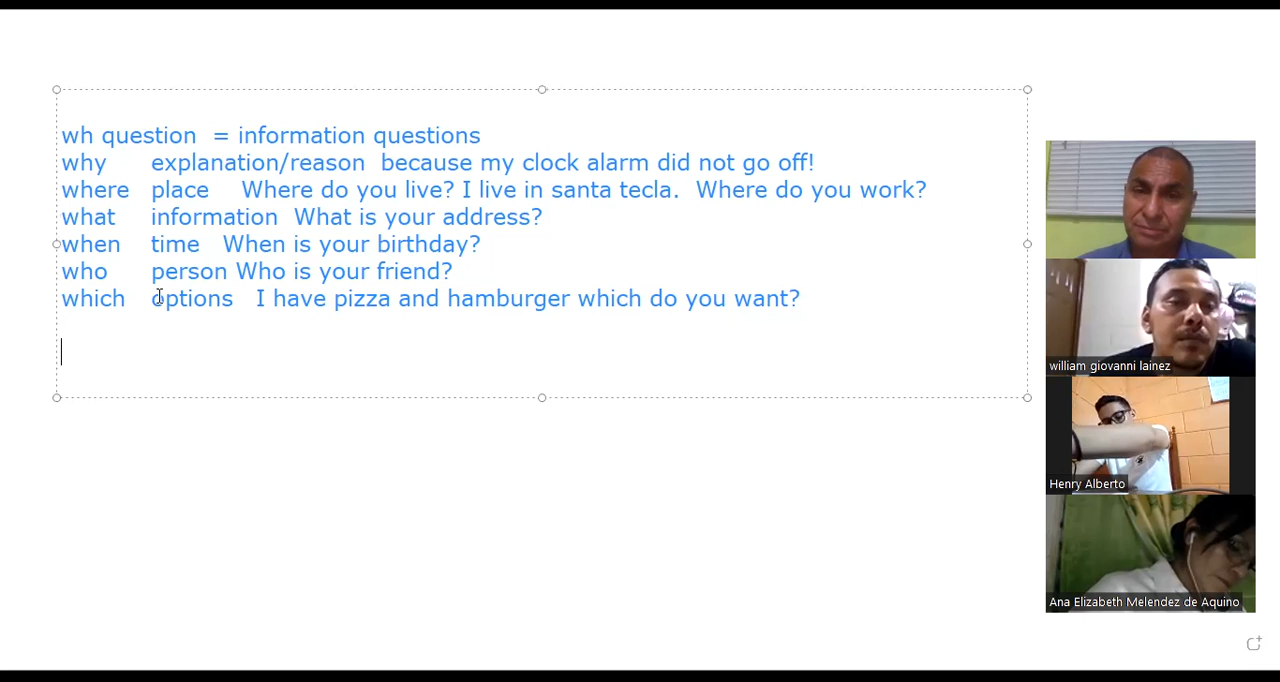 wh question = information questions
why explanation/reason because my clock alarm did not go off!
where place Where do you live? I live in santa tecla. Where do you work?
what information What is your address?
when time When is your birthday?
who person Who is your friend?
which options I have pizza and hamburger which do you want?
william giovanni lainez
Henry Alberto
Ana Elizabeth Melendez de Aquino